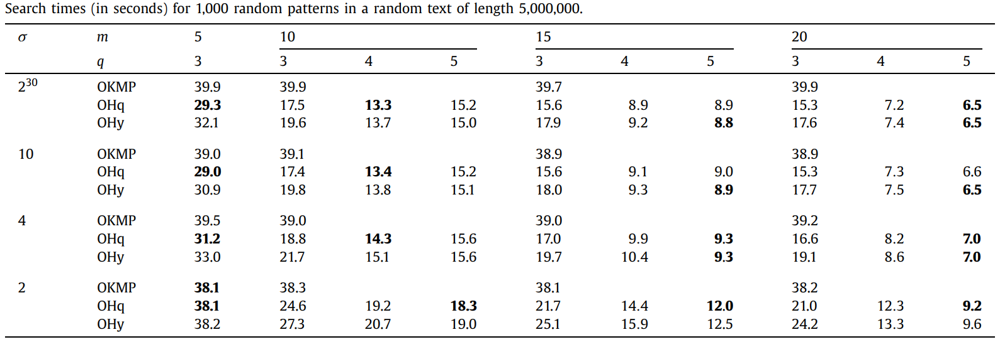 Search times (in seconds) for 1,000 random patterns in a random text of length 5,000,000.
σ m 5 10 15 20
q 3 3 4 5 3 4 5 3 4 5
2^30 OKMP 39.9 39.9 39.7 39.9
OHq 29.3 17.5 13.3 15.2 15.6 8.9 8.9 15.3 7.2 6.5
OHy 32.1 19.6 13.7 15.0 17.9 9.2 8.8 17.6 7.4 6.5
10 OKMP 39.0 39.1 38.9 38.9
OHq 29.0 17.4 13.4 15.2 15.6 9.1 9.0 15.3 7.3 6.6
OHy 30.9 19.8 13.8 15.1 18.0 9.3 8.9 17.7 7.5 6.5
4 OKMP 39.5 39.0 39.0 39.2
OHq 31.2 18.8 14.3 15.6 17.0 9.9 9.3 16.6 8.2 7.0
OHy 33.0 21.7 15.1 15.6 19.7 10.4 9.3 19.1 8.6 7.0
2 OKMP 38.1 38.3 38.1 38.2
OHq 38.1 24.6 19.2 18.3 21.7 14.4 12.0 21.0 12.3 9.2
OHy 38.2 27.3 20.7 19.0 25.1 15.9 12.5 24.2 13.3 9.6